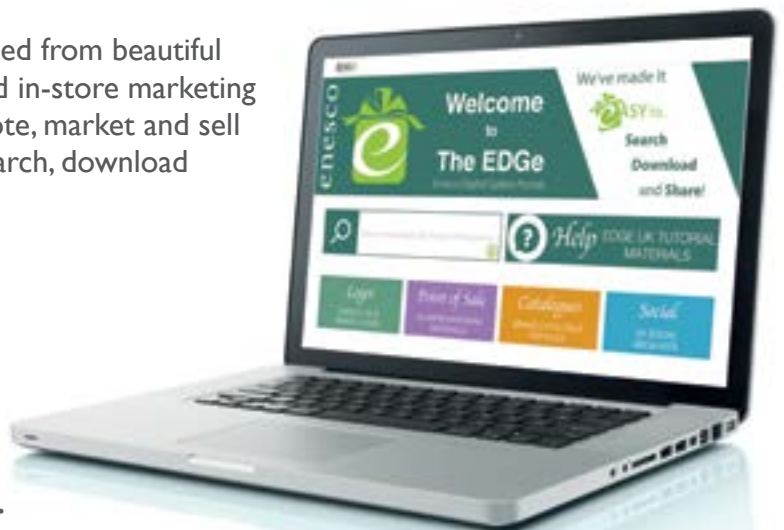 ed from beautiful
d in-store marketing
ote, market and sell
arch, download
.
enesco
e
Welcome
to
The EDGe
We've made it
eASY to..
Search
Download
and Share!
? Help EDGE UK TUTORIAL
MATERIALS
Logos
Point of Sale
Catalogues
Social